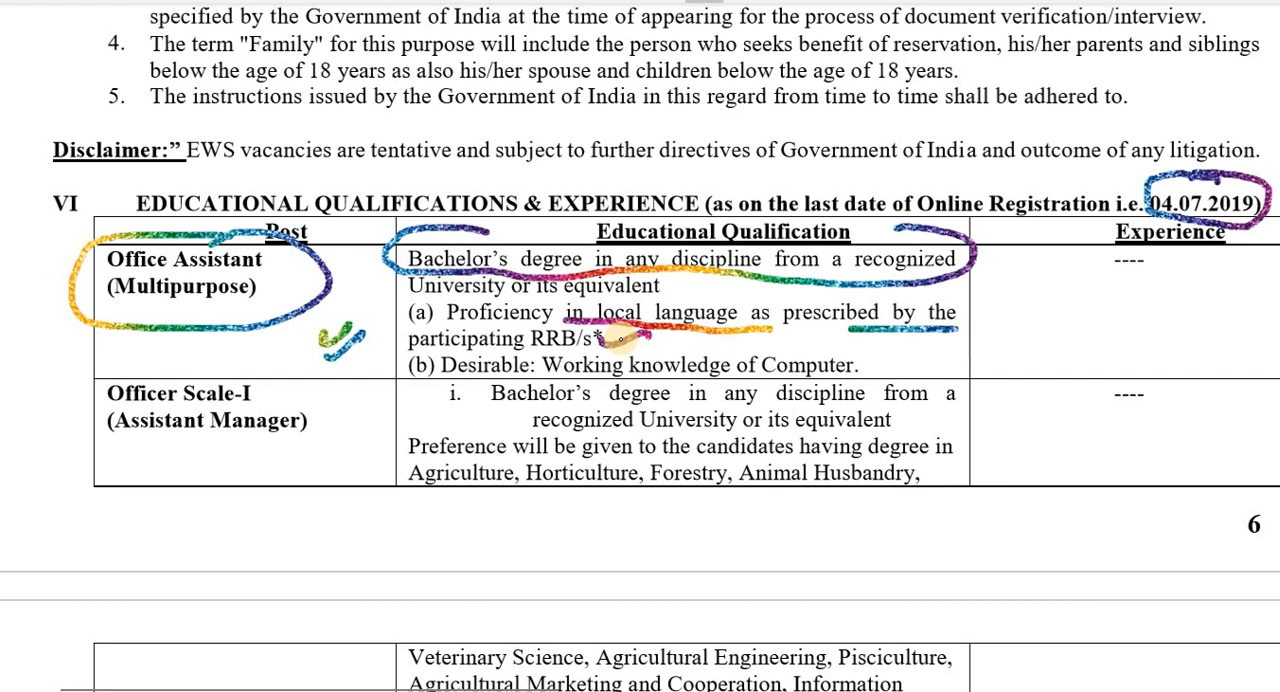 specified by the Government of India at the time of appearing for the process of document verification/interview.
4. The term "Family" for this purpose will include the person who seeks benefit of reservation, his/her parents and siblings
below the age of 18 years as also his/her spouse and children below the age of 18 years.
5. The instructions issued by the Government of India in this regard from time to time shall be adhered to.
Disclaimer:” EWS vacancies are tentative and subject to further directives of Government of India and outcome of any litigation.
VI EDUCATIONAL QUALIFICATIONS & EXPERIENCE (as on the last date of Online Registration i.e. 04.07.2019)
Post Educational Qualification Experience
Office Assistant
(Multipurpose)
Bachelor’s degree in any discipline from a recognized
University or its equivalent
(a) Proficiency in local language as prescribed by the
participating RRB/s*
(b) Desirable: Working knowledge of Computer.
----
Officer Scale-I
(Assistant Manager)
i. Bachelor’s degree in any discipline from a
recognized University or its equivalent
Preference will be given to the candidates having degree in
Agriculture, Horticulture, Forestry, Animal Husbandry,
----
6
Veterinary Science, Agricultural Engineering, Pisciculture,
Agricultural Marketing and Cooperation, Information